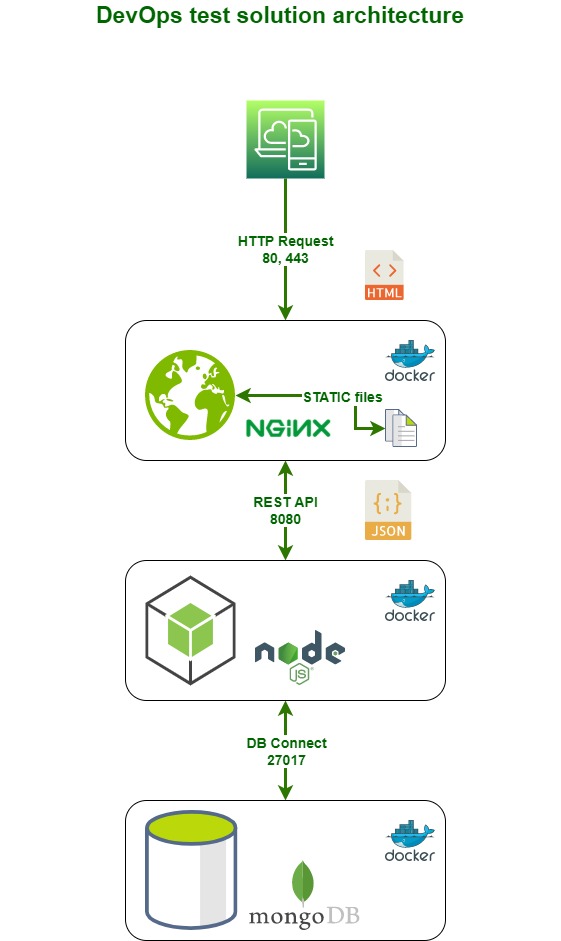 DevOps test solution architecture
HTTP Request
80, 443
HTML
docker
STATIC files
NGINX
REST API
8080
{;}
JSON
docker
node
JS
DB Connect
27017
docker
mongoDB